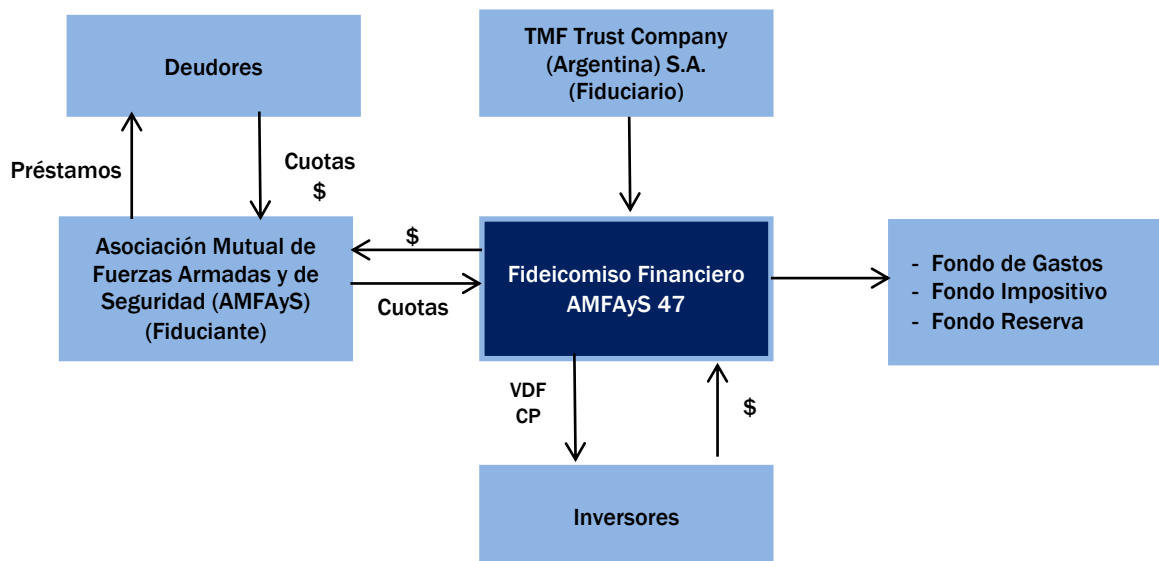 Deudores
TMF Trust Company
(Argentina) S.A.
(Fiduciario)
Préstamos
Cuotas
$
Asociación Mutual de
Fuerzas Armadas y de
Seguridad (AMFAyS)
(Fiduciante)
$
Cuotas
Fideicomiso Financiero
AMFAyS 47
- Fondo de Gastos
- Fondo Impositivo
- Fondo Reserva
VDF
CP
$
Inversores